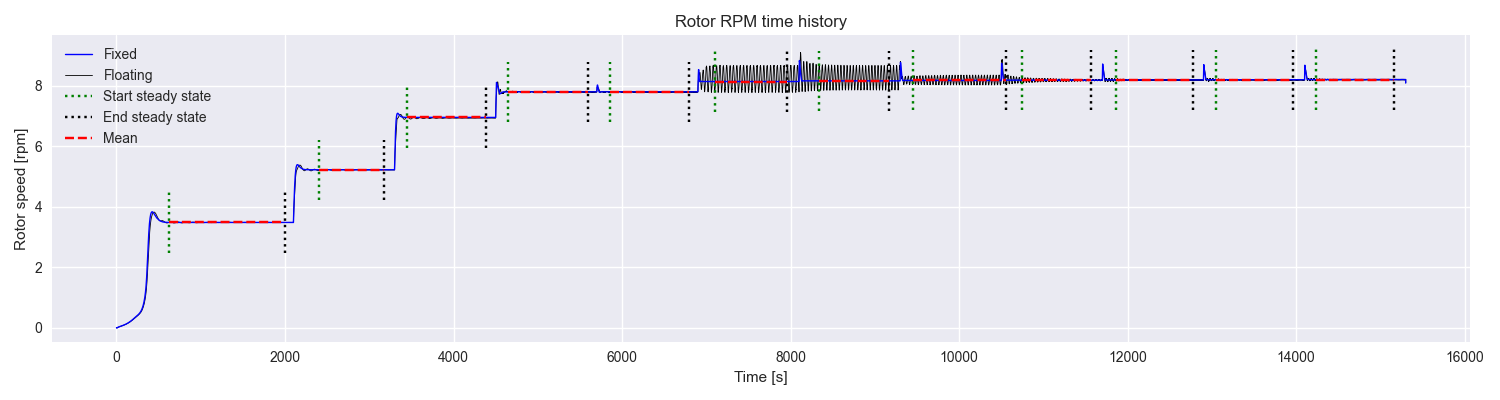 Rotor RPM time history
Fixed
Floating
Start steady state
End steady state
Mean
Rotor speed [rpm]
8
6
4
2
0
0 2000 4000 6000 8000 10000 12000 14000 16000
Time [s]